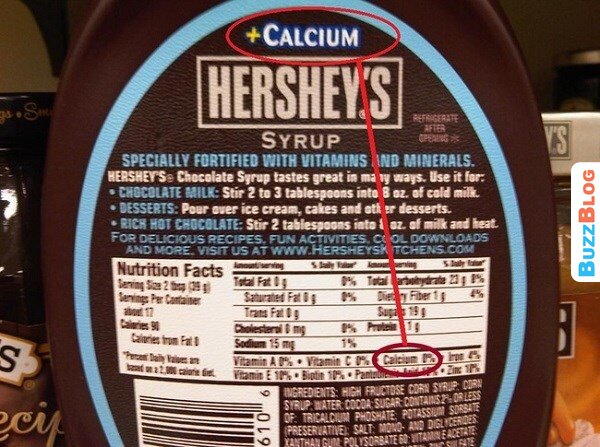 +CALCIUM
HERSHEY'S
SYRUP
REFRIGERATE
AFTER
OPENING
SPECIALLY FORTIFIED WITH VITAMINS AND MINERALS.
HERSHEY'S® Chocolate Syrup tastes great in many ways. Use it for:
• CHOCOLATE MILK: Stir 2 to 3 tablespoons into 8 oz. of cold milk.
• DESSERTS: Pour over ice cream, cakes and other desserts.
• RICH HOT CHOCOLATE: Stir 2 tablespoons into oz. of milk and heat.
FOR DELICIOUS RECIPES, FUN ACTIVITIES, COOL DOWNLOADS
AND MORE, VISIT US AT WWW.HERSHEYSKITCHENS.COM
Nutrition Facts
Serving Size 2 tbsp (39 g)
Servings Per Container
about 17
Calories 90
Calories from Fat 0
*Percent Daily Values are
based on a 2,000 calorie diet.
Amount/serving % Daily Value* Amount/serving % Daily Value*
Total Fat 0 g 0% Total Carbohydrate 23 g 8%
Saturated Fat 0 g 0% Dietary Fiber 1 g 4%
Trans Fat 0 g Sugars 19 g
Cholesterol 0 mg 0% Protein 1 g
Sodium 15 mg 1%
Vitamin A 0% • Vitamin C 0% Calcium 0% Iron 4%
Vitamin E 10% • Biotin 10% • Zinc 10%
INGREDIENTS: HIGH FRUCTOSE CORN SYRUP; CORN
SYRUP; WATER; COCOA; SUGAR; CONTAINS 2% OR LESS
OF: TRICALCIUM PHOSPHATE; POTASSIUM SORBATE
(PRESERVATIVE); SALT; MONO- AND DIGLYCERIDES;
XANTHAN GUM; POLYSORBATE 60; VITAMIN E ACETATE
6106
BUZZBLOG